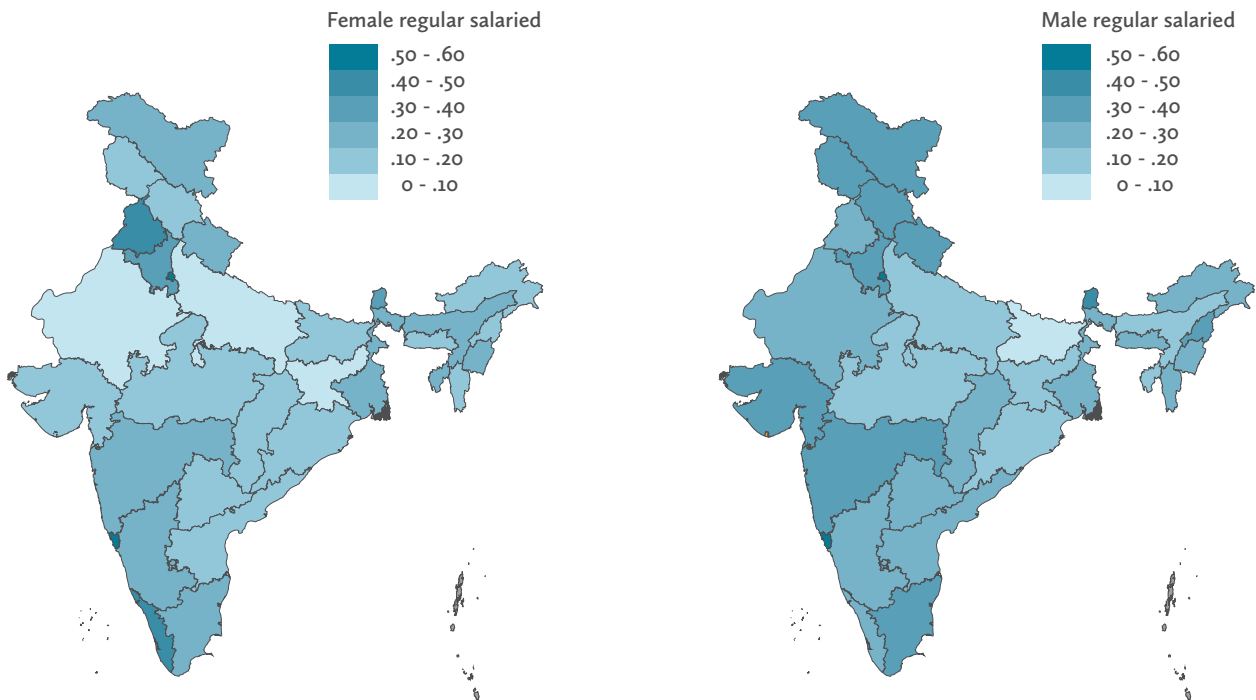 Female regular salaried
.50 - .60
.40 - .50
.30 - .40
.20 - .30
.10 - .20
0 - .10
Male regular salaried
.50 - .60
.40 - .50
.30 - .40
.20 - .30
.10 - .20
0 - .10